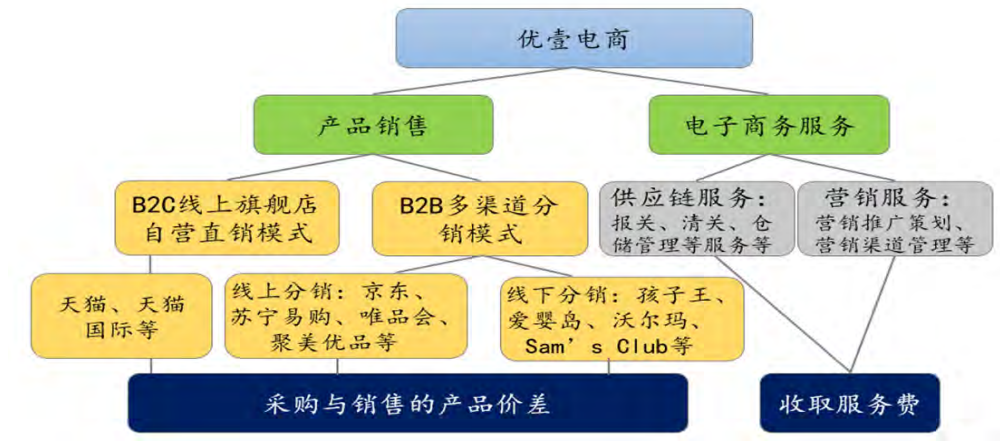 优壹电商
产品销售
电子商务服务
B2C线上旗舰店
自营直销模式
B2B多渠道分
销模式
供应链服务：
报关、清关、仓
储管理等服务等
营销服务：
营销推广策划、
营销渠道管理等
天猫、天猫
国际等
线上分销：京东、
苏宁易购、唯品会、
聚美优品等
线下分销：孩子王、
爱婴岛、沃尔玛、
Sam’s Club等
采购与销售的产品价差
收取服务费